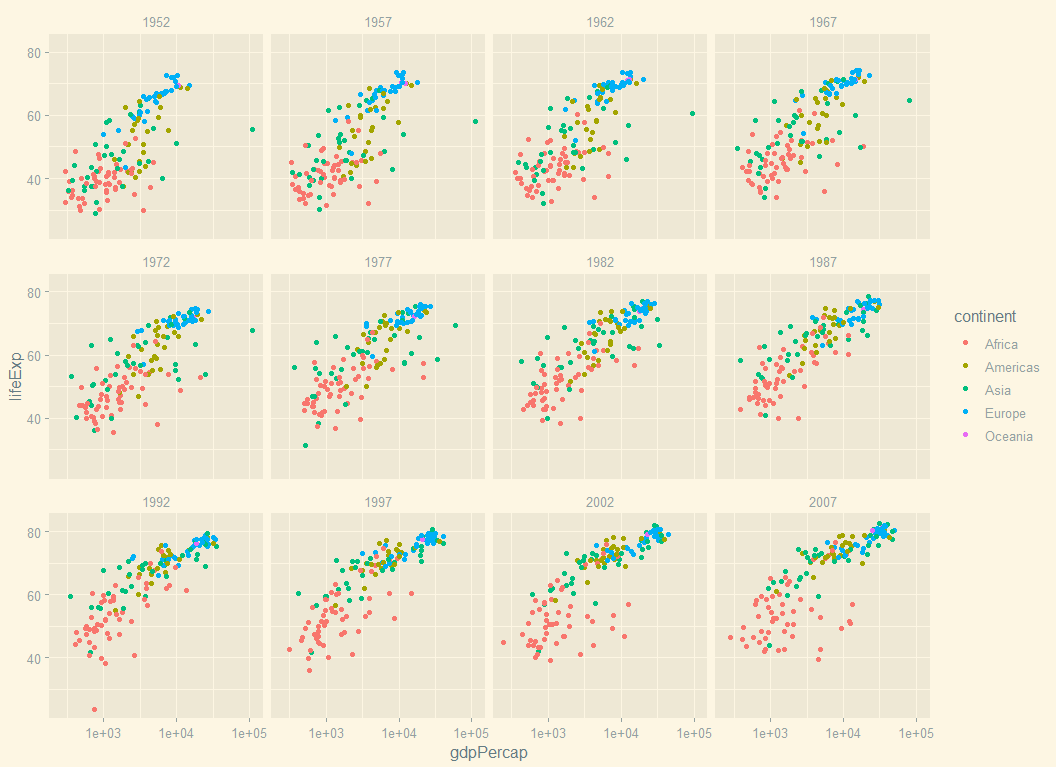 1952 1957 1962 1967
80
60
40
1972 1977 1982 1987
80
60
40
1992 1997 2002 2007
80
60
40
1e+03 1e+04 1e+05 1e+03 1e+04 1e+05 1e+03 1e+04 1e+05 1e+03 1e+04 1e+05
gdpPercap
lifeExp
continent
Africa
Americas
Asia
Europe
Oceania